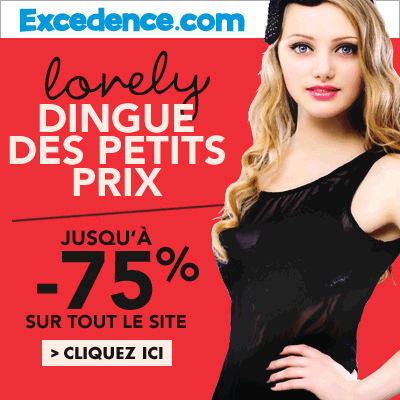 Excedence.com
lovely
DINGUE
DES PETITS
PRIX
JUSQU'À
-75%
SUR TOUT LE SITE
> CLIQUEZ ICI